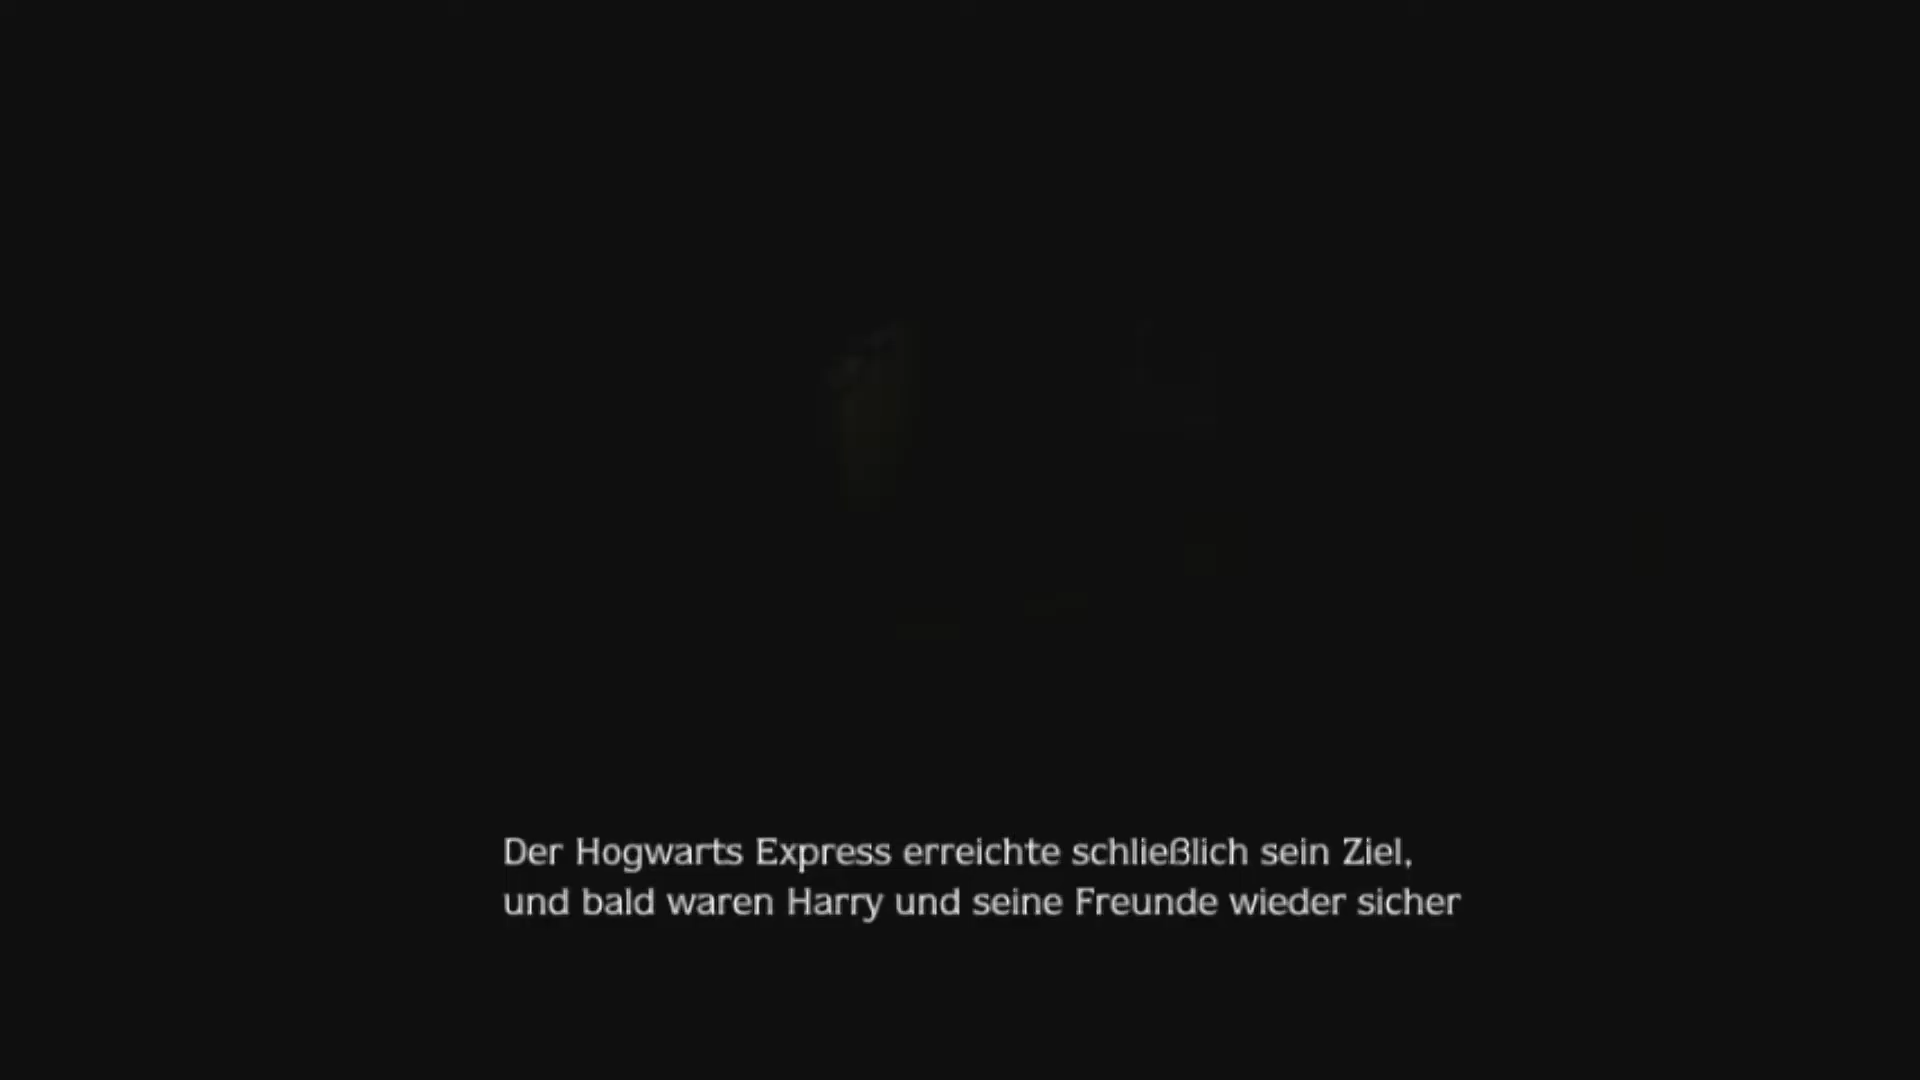 Der Hogwarts Express erreichte schließlich sein Ziel,
und bald waren Harry und seine Freunde wieder sicher